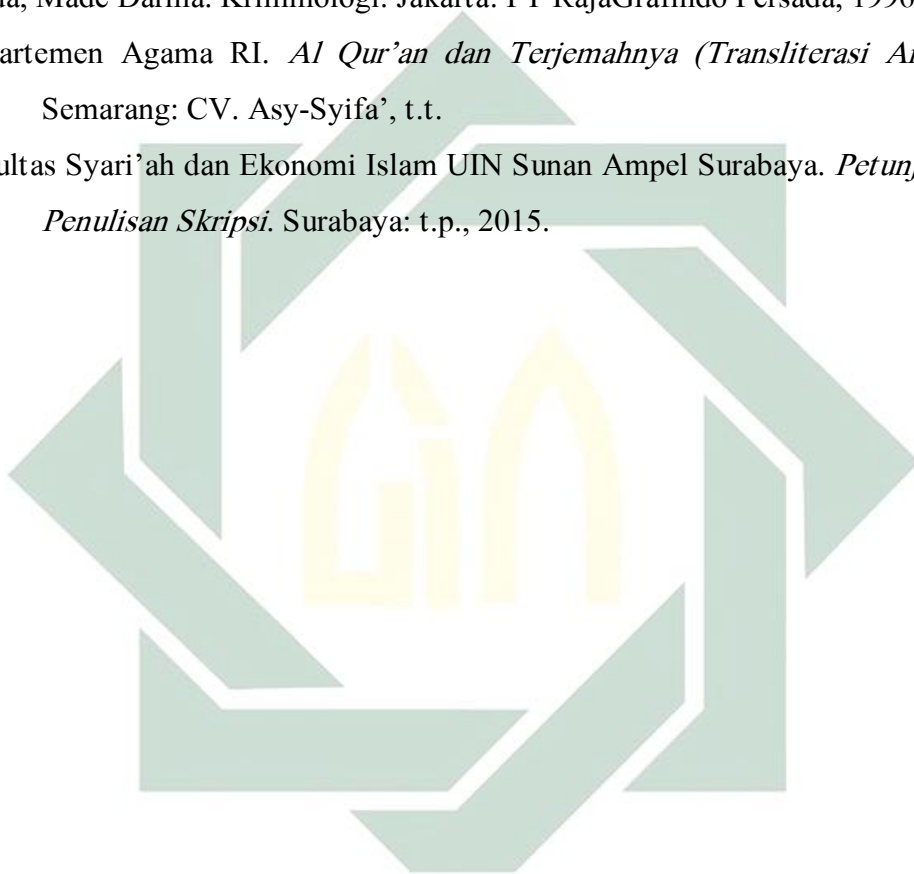 Made Darma. Kriminologi. Jakarta: PT RajaGrafindo Persada, 1996
artemen Agama RI. Al Qur’an dan Terjemahnya (Transliterasi
Semarang: CV. Asy-Syifa’, t.t.
ultas Syari’ah dan Ekonomi Islam UIN Sunan Ampel Surabaya. Petunj
Penulisan Skripsi. Surabaya: t.p., 2015.